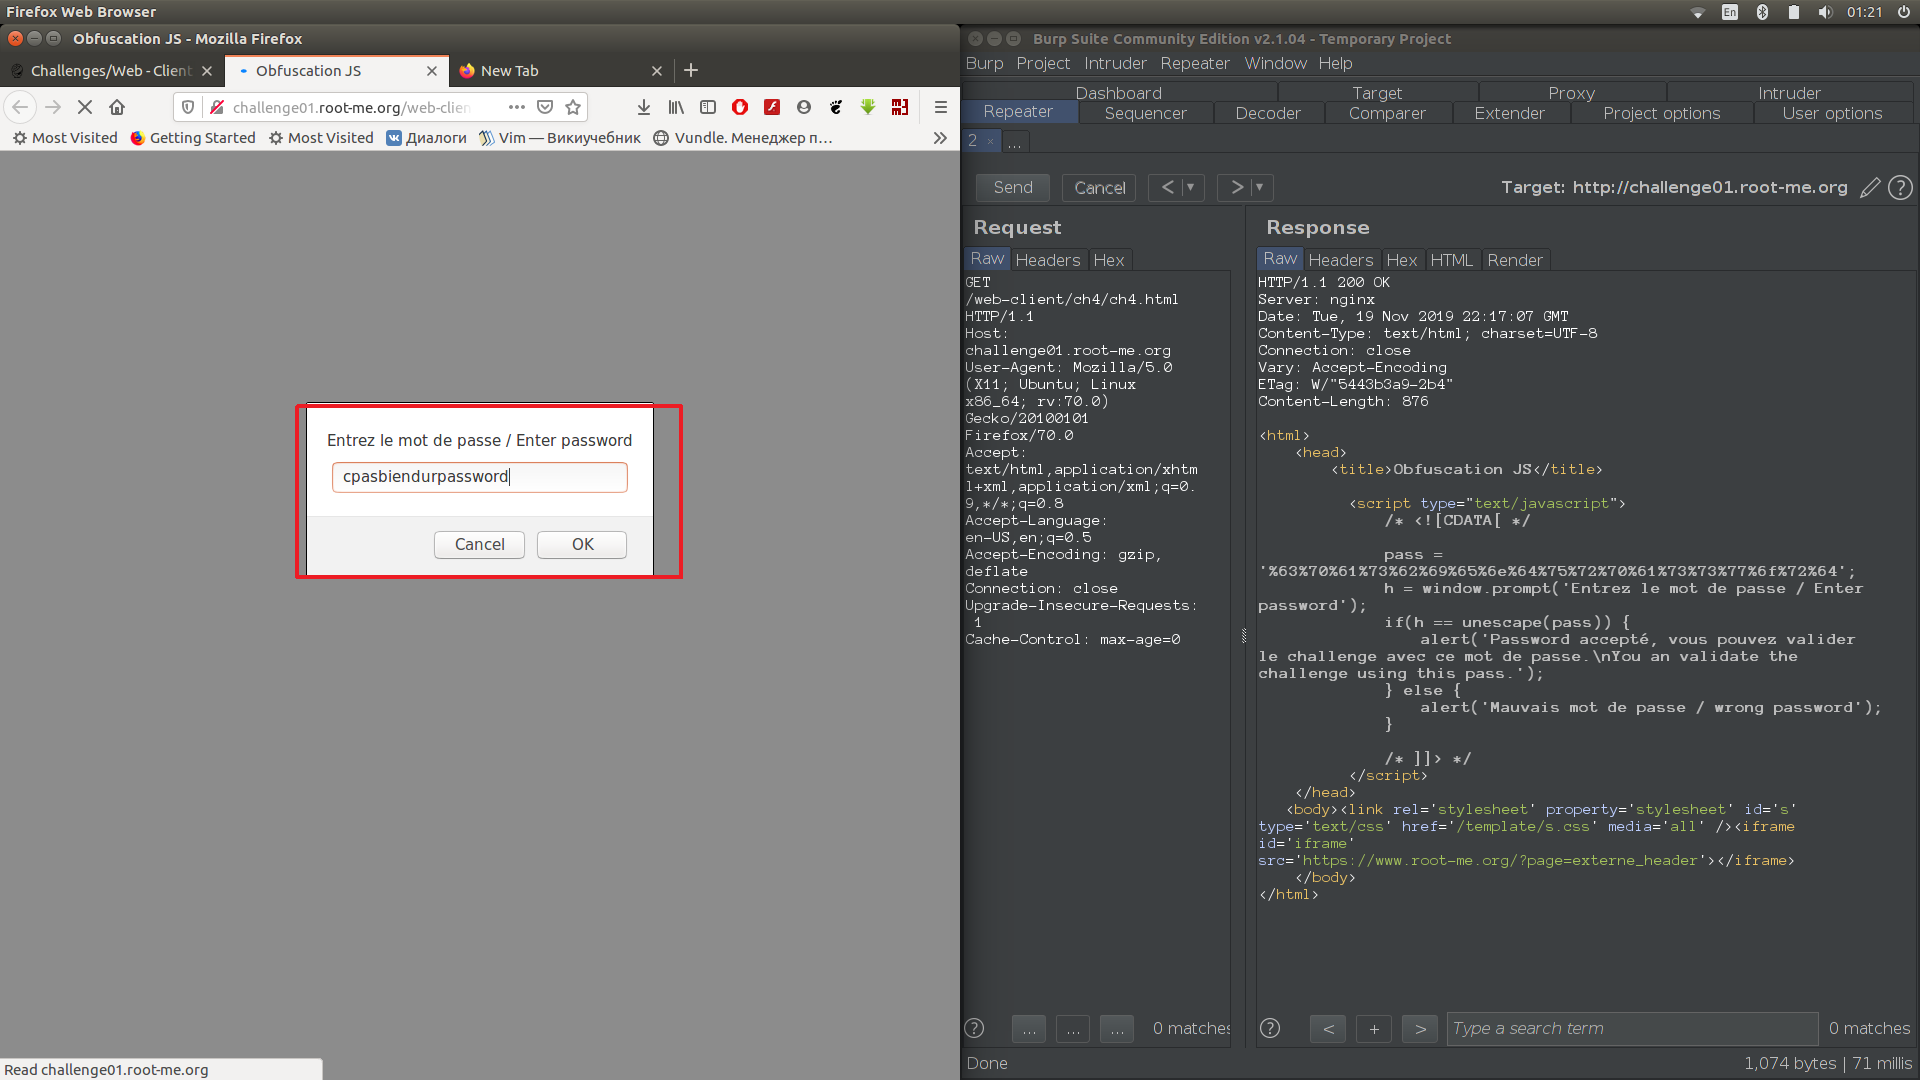 Firefox Web Browser
En
01:21
Obfuscation JS - Mozilla Firefox
Challenges/Web - Client
Obfuscation JS
New Tab
challenge01.root-me.org/web-clien
Most Visited
Getting Started
Most Visited
Диалоги
Vim — Викиучебник
Vundle. Менеджер п…
Entrez le mot de passe / Enter password
cpasbiendurpassword
Cancel
OK
Read challenge01.root-me.org
Burp Suite Community Edition v2.1.04 - Temporary Project
Burp Project Intruder Repeater Window Help
Dashboard Target Proxy Intruder
Repeater Sequencer Decoder Comparer Extender Project options User options
2 × ...
Send Cancel < > Target: http://challenge01.root-me.org ?
Request
Raw Headers Hex
GET
/web-client/ch4/ch4.html
HTTP/1.1
Host:
challenge01.root-me.org
User-Agent: Mozilla/5.0
(X11; Ubuntu; Linux
x86_64; rv:70.0)
Gecko/20100101
Firefox/70.0
Accept:
text/html,application/xhtm
l+xml,application/xml;q=0.
9,*/*;q=0.8
Accept-Language:
en-US,en;q=0.5
Accept-Encoding: gzip,
deflate
Connection: close
Upgrade-Insecure-Requests:
1
Cache-Control: max-age=0
? ... ... ... 0 matches
Done
Response
Raw Headers Hex HTML Render
HTTP/1.1 200 OK
Server: nginx
Date: Tue, 19 Nov 2019 22:17:07 GMT
Content-Type: text/html; charset=UTF-8
Connection: close
Vary: Accept-Encoding
ETag: W/"5443b3a9-2b4"
Content-Length: 876
<html>
<head>
<title>Obfuscation JS</title>
<script type="text/javascript">
/* <![CDATA[ */
pass =
'%63%70%61%73%62%69%65%6e%64%75%72%70%61%73%73%77%6f%72%64';
h = window.prompt('Entrez le mot de passe / Enter
password');
if(h == unescape(pass)) {
alert('Password accepté, vous pouvez valider
le challenge avec ce mot de passe.\nYou an validate the
challenge using this pass.');
} else {
alert('Mauvais mot de passe / wrong password');
}
/* ]]> */
</script>
</head>
<body><link rel='stylesheet' property='stylesheet' id='s'
type='text/css' href='/template/s.css' media='all' /><iframe
id='iframe'
src='https://www.root-me.org/?page=externe_header'></iframe>
</body>
</html>
? < + > Type a search term 0 matches
1,074 bytes | 71 millis